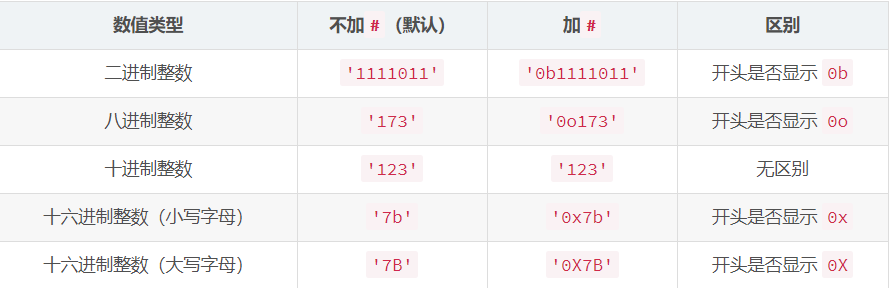 数值类型 不加 # (默认) 加 # 区别
二进制整数 '1111011' '0b1111011' 开头是否显示 0b
八进制整数 '173' '0o173' 开头是否显示 0o
十进制整数 '123' '123' 无区别
十六进制整数（小写字母） '7b' '0x7b' 开头是否显示 0x
十六进制整数（大写字母） '7B' '0X7B' 开头是否显示 0X